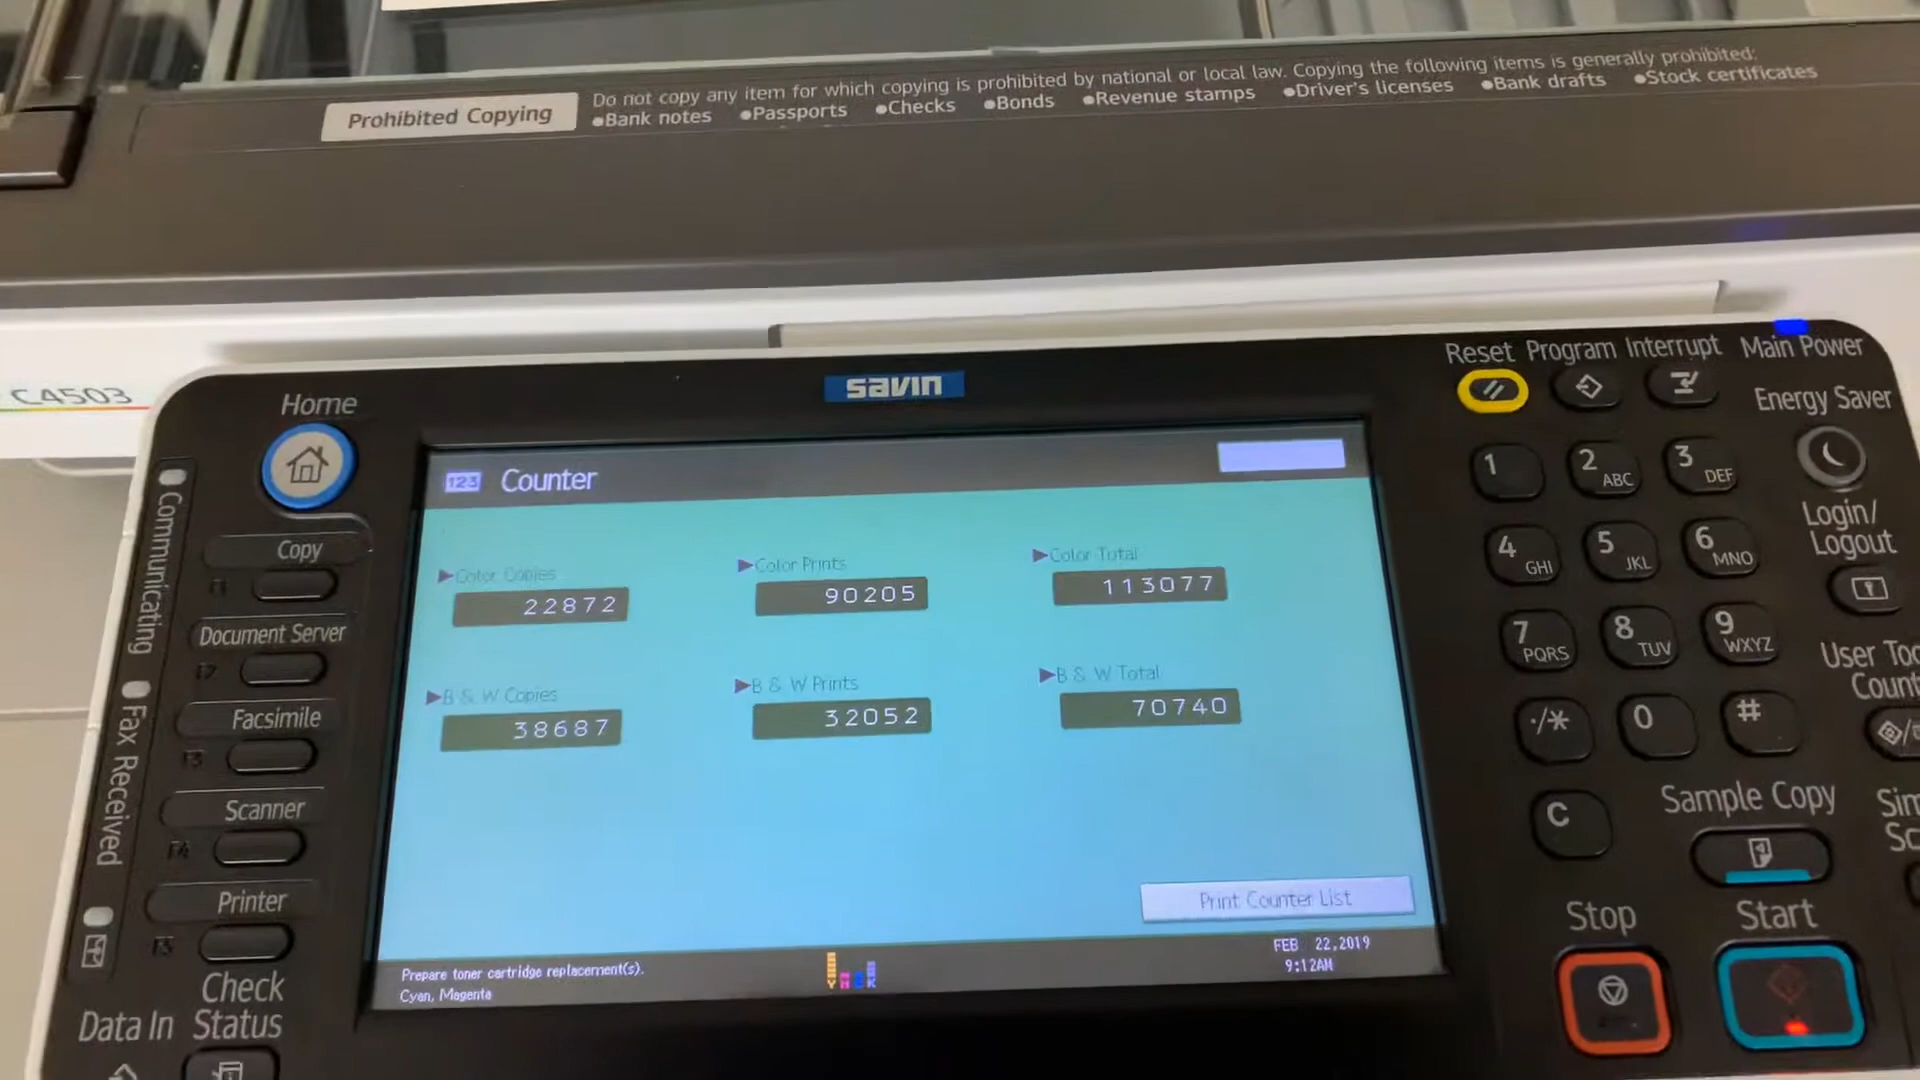 Prohibited Copying
Do not copy any item for which copying is prohibited by national or local law. Copying the following items is generally prohibited:
●Bank notes ●Passports ●Checks ●Bonds ●Revenue stamps ●Driver's licenses ●Bank drafts ●Stock certificates
C4503
Home
savin
Reset Program Interrupt Main Power
Energy Saver
Communicating
Fax Received
Copy
Document Server
Facsimile
Scanner
Printer
Check
Status
Data In
123 Counter
Color Copies
22872
Color Prints
90205
Color Total
113077
B & W Copies
38687
B & W Prints
32052
B & W Total
70740
Print Counter List
Prepare toner cartridge replacement(s).
Cyan, Magenta
Y M C K
FEB 22,2019
9:12AM
1
2 ABC
3 DEF
4 GHI
5 JKL
6 MNO
7 PQRS
8 TUV
9 WXYZ
·/*
0
#
C
Login/
Logout
User Too
Count
Sample Copy
Sim
Sc
Stop
Start